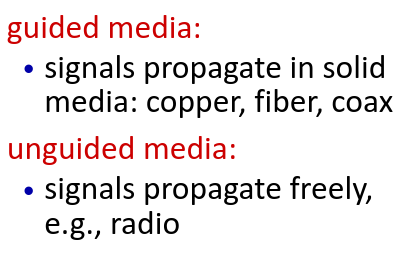 guided media:
• signals propagate in solid
media: copper, fiber, coax
unguided media:
• signals propagate freely,
e.g., radio